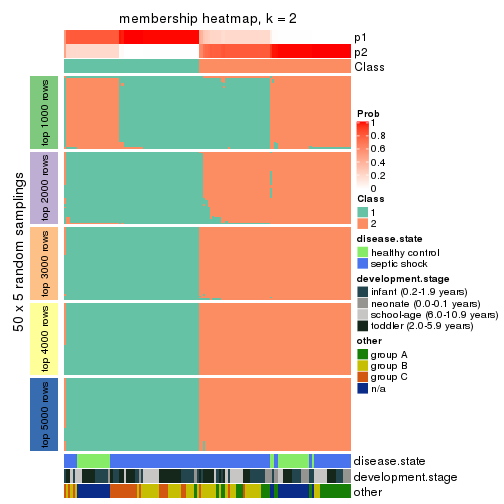 membership heatmap, k = 2
p1
p2
Class
50 x 5 random samplings
top 1000 rows
top 2000 rows
top 3000 rows
top 4000 rows
top 5000 rows
Prob
1
0.8
0.6
0.4
0.2
0
Class
1
2
disease.state
healthy control
septic shock
development.stage
infant (0.2-1.9 years)
neonate (0.0-0.1 years)
school-age (6.0-10.9 years)
toddler (2.0-5.9 years)
other
group A
group B
group C
n/a
disease.state
development.stage
other